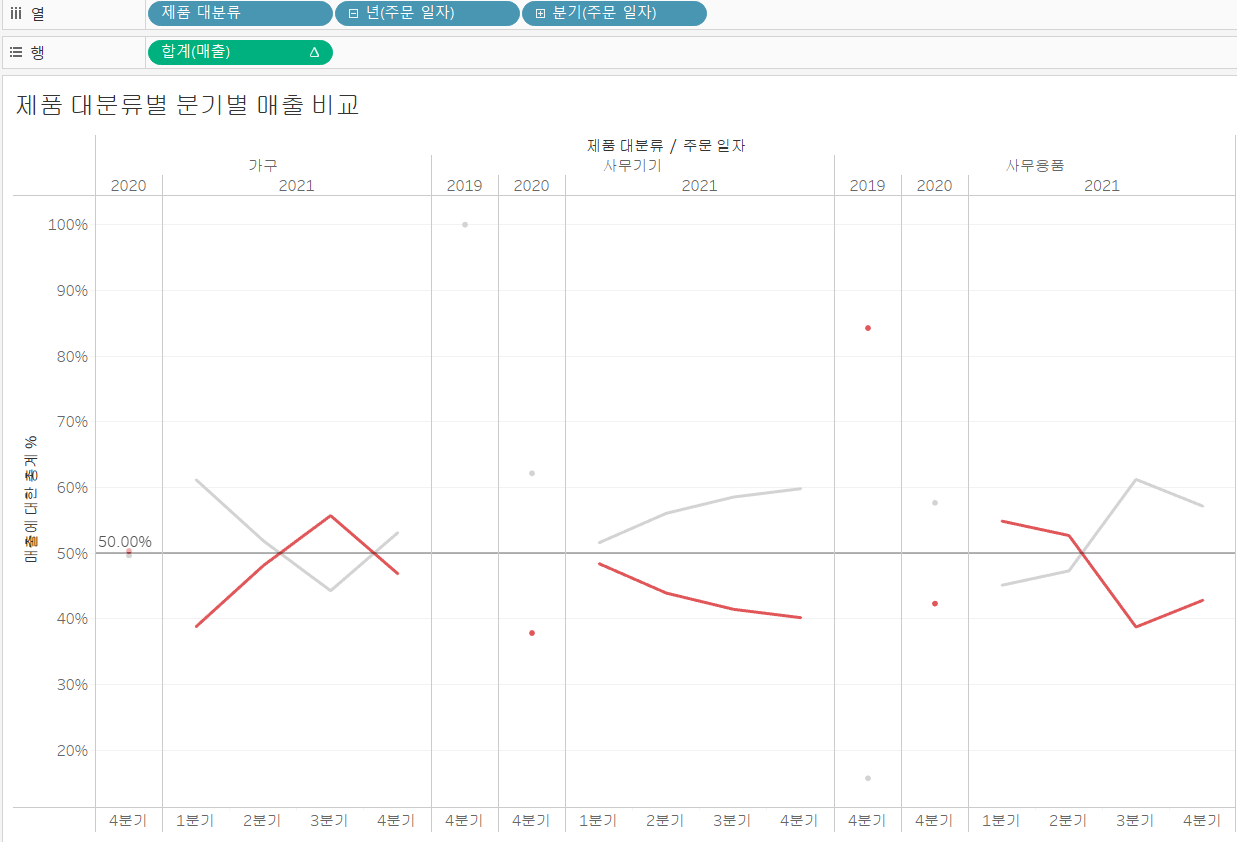 열 제품 대분류 년(주문 일자) 분기(주문 일자)
행 합계(매출) Δ
제품 대분류별 분기별 매출 비교
제품 대분류 / 주문 일자
가구 사무기기 사무용품
2020 2021 2019 2020 2021 2019 2020 2021
100%
90%
80%
70%
60%
50%
40%
30%
20%
매출에 대한 총계 %
50.00%
4분기 1분기 2분기 3분기 4분기 4분기 4분기 1분기 2분기 3분기 4분기 4분기 4분기 1분기 2분기 3분기 4분기